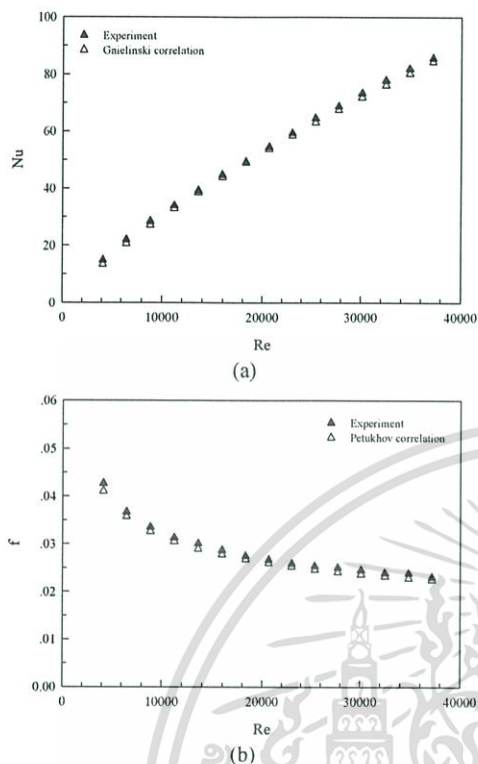 100
80
60
40
20
0
Nu
Experiment
Gnielinski correlation
0 10000 20000 30000 40000
Re
(a)
.06
.05
.04
.03
.02
.01
0.00
f
Experiment
Petukhov correlation
0 10000 20000 30000 40000
Re
(b)